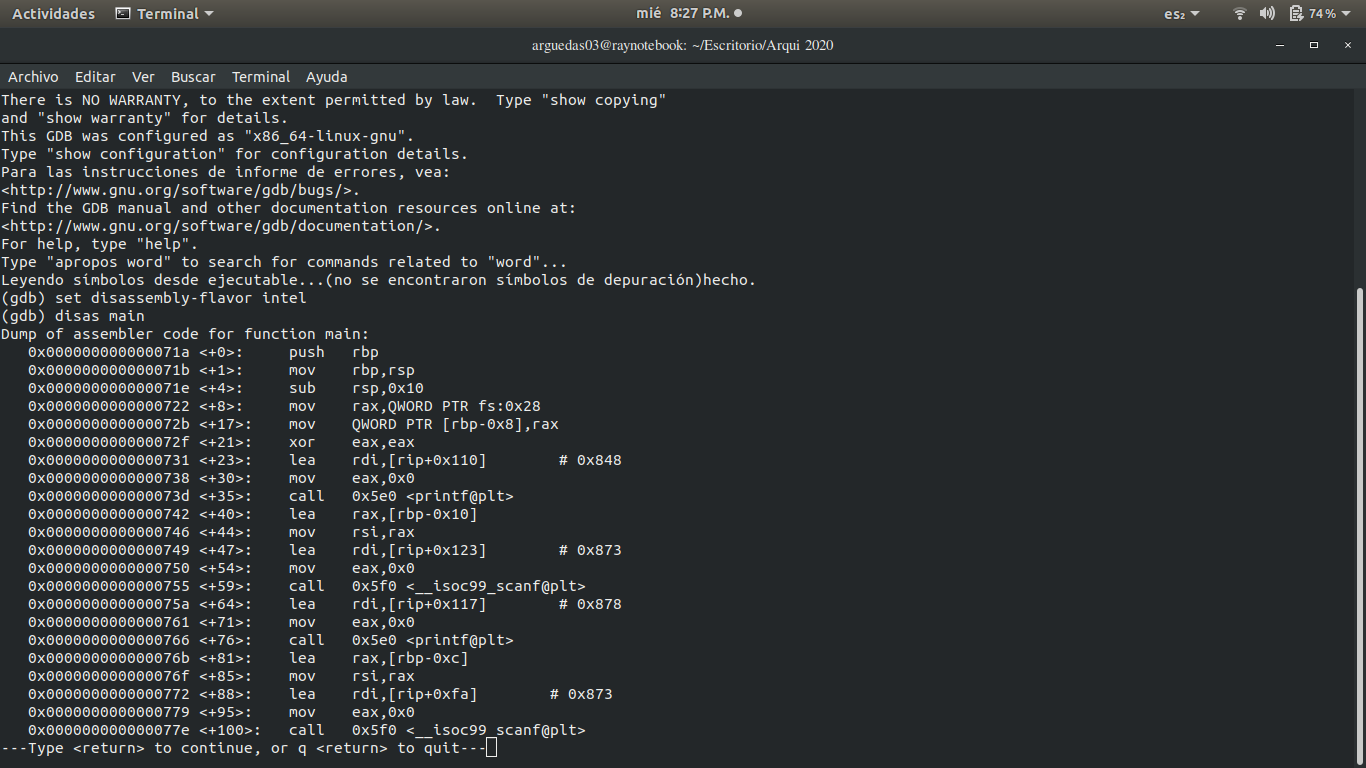 Actividades Terminal mié 8:27 P.M. es₂ 74 %
arguedas03@raynotebook: ~/Escritorio/Arqui 2020
Archivo Editar Ver Buscar Terminal Ayuda
There is NO WARRANTY, to the extent permitted by law.  Type "show copying"
and "show warranty" for details.
This GDB was configured as "x86_64-linux-gnu".
Type "show configuration" for configuration details.
Para las instrucciones de informe de errores, vea:
<http://www.gnu.org/software/gdb/bugs/>.
Find the GDB manual and other documentation resources online at:
<http://www.gnu.org/software/gdb/documentation/>.
For help, type "help".
Type "apropos word" to search for commands related to "word"...
Leyendo símbolos desde ejecutable...(no se encontraron símbolos de depuración)hecho.
(gdb) set disassembly-flavor intel
(gdb) disas main
Dump of assembler code for function main:
   0x000000000000071a <+0>:     push   rbp
   0x000000000000071b <+1>:     mov    rbp,rsp
   0x000000000000071e <+4>:     sub    rsp,0x10
   0x0000000000000722 <+8>:     mov    rax,QWORD PTR fs:0x28
   0x000000000000072b <+17>:    mov    QWORD PTR [rbp-0x8],rax
   0x000000000000072f <+21>:    xor    eax,eax
   0x0000000000000731 <+23>:    lea    rdi,[rip+0x110]        # 0x848
   0x0000000000000738 <+30>:    mov    eax,0x0
   0x000000000000073d <+35>:    call   0x5e0 <printf@plt>
   0x0000000000000742 <+40>:    lea    rax,[rbp-0x10]
   0x0000000000000746 <+44>:    mov    rsi,rax
   0x0000000000000749 <+47>:    lea    rdi,[rip+0x123]        # 0x873
   0x0000000000000750 <+54>:    mov    eax,0x0
   0x0000000000000755 <+59>:    call   0x5f0 <__isoc99_scanf@plt>
   0x000000000000075a <+64>:    lea    rdi,[rip+0x117]        # 0x878
   0x0000000000000761 <+71>:    mov    eax,0x0
   0x0000000000000766 <+76>:    call   0x5e0 <printf@plt>
   0x000000000000076b <+81>:    lea    rax,[rbp-0xc]
   0x000000000000076f <+85>:    mov    rsi,rax
   0x0000000000000772 <+88>:    lea    rdi,[rip+0xfa]        # 0x873
   0x0000000000000779 <+95>:    mov    eax,0x0
   0x000000000000077e <+100>:   call   0x5f0 <__isoc99_scanf@plt>
---Type <return> to continue, or q <return> to quit---